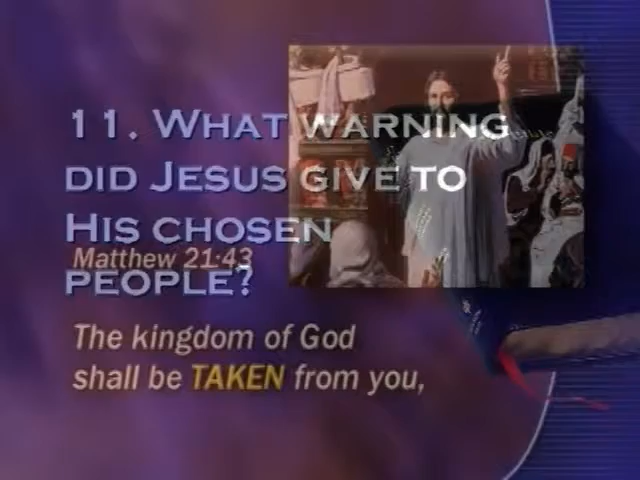 11. WHAT WARNING
DID JESUS GIVE TO
HIS CHOSEN
Matthew 21:43
PEOPLE?
The kingdom of God
shall be TAKEN from you,